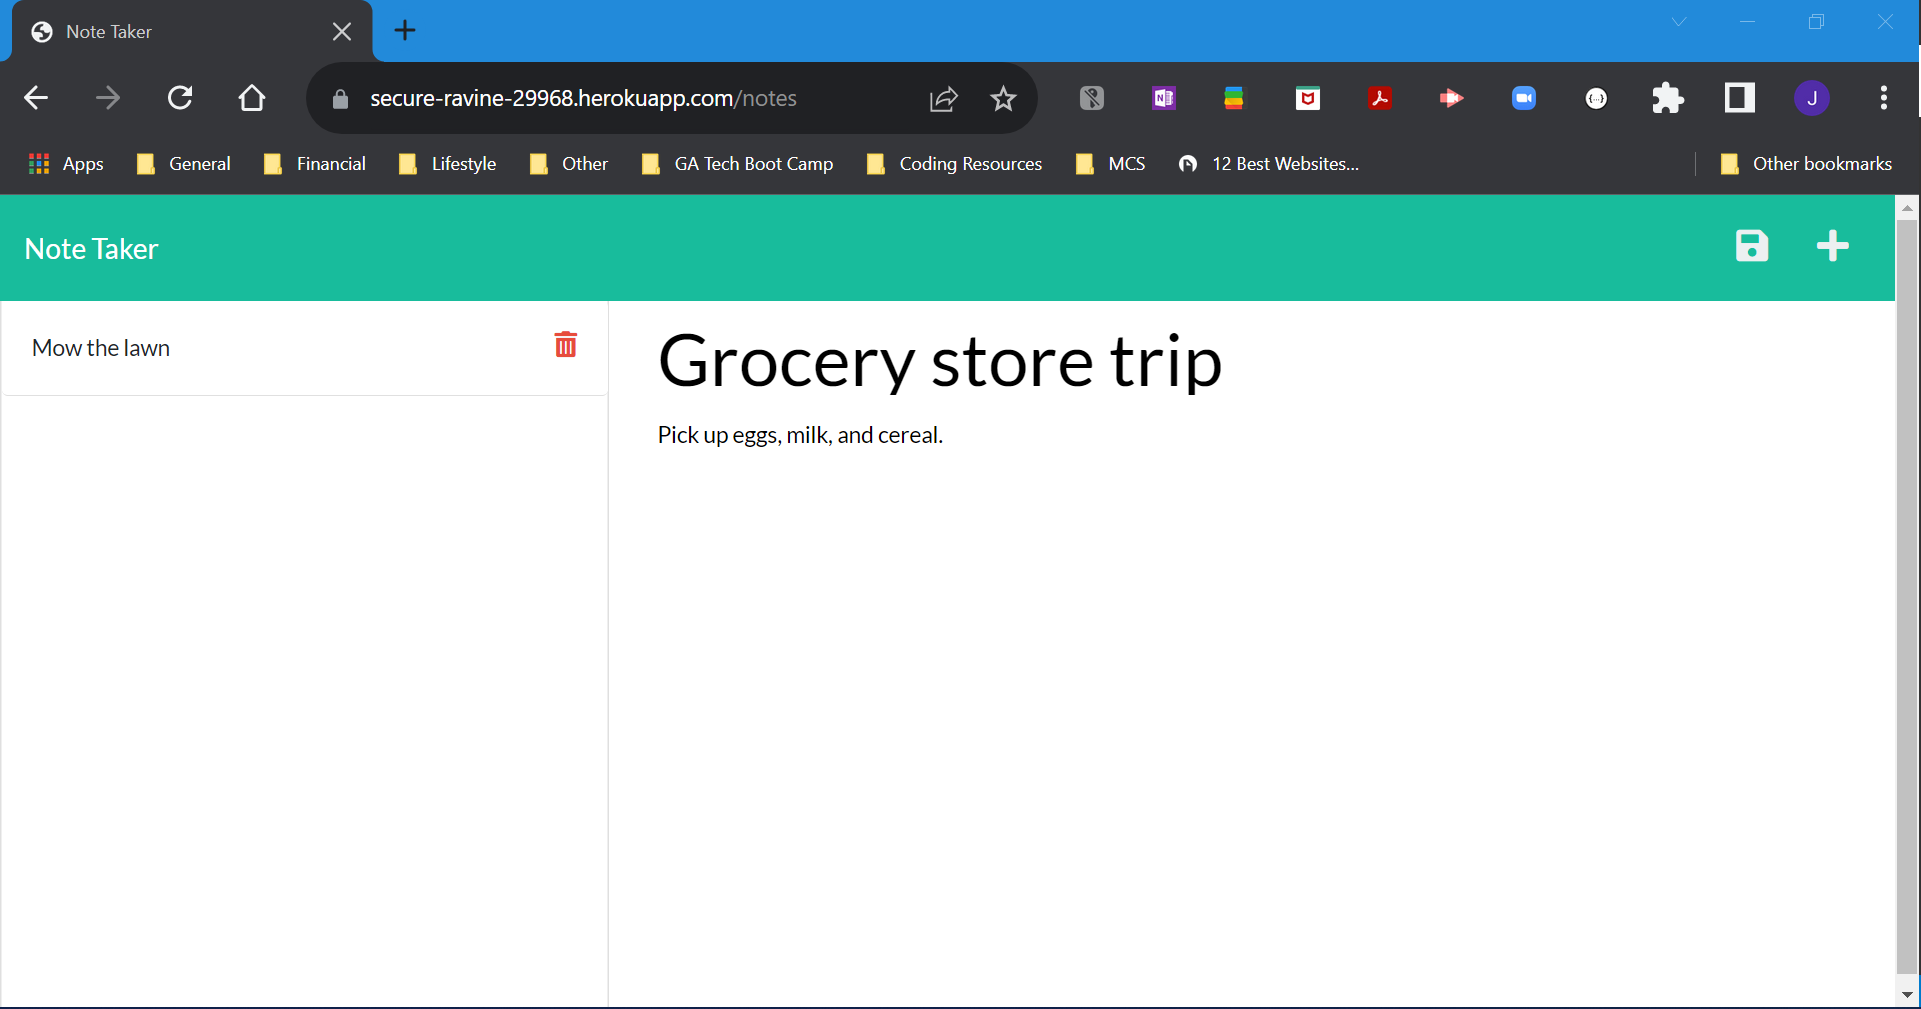 Note Taker
secure-ravine-29968.herokuapp.com/notes
N
{...}
J
Apps General Financial Lifestyle Other GA Tech Boot Camp Coding Resources MCS 12 Best Websites... Other bookmarks
Note Taker
Mow the lawn
Grocery store trip
Pick up eggs, milk, and cereal.